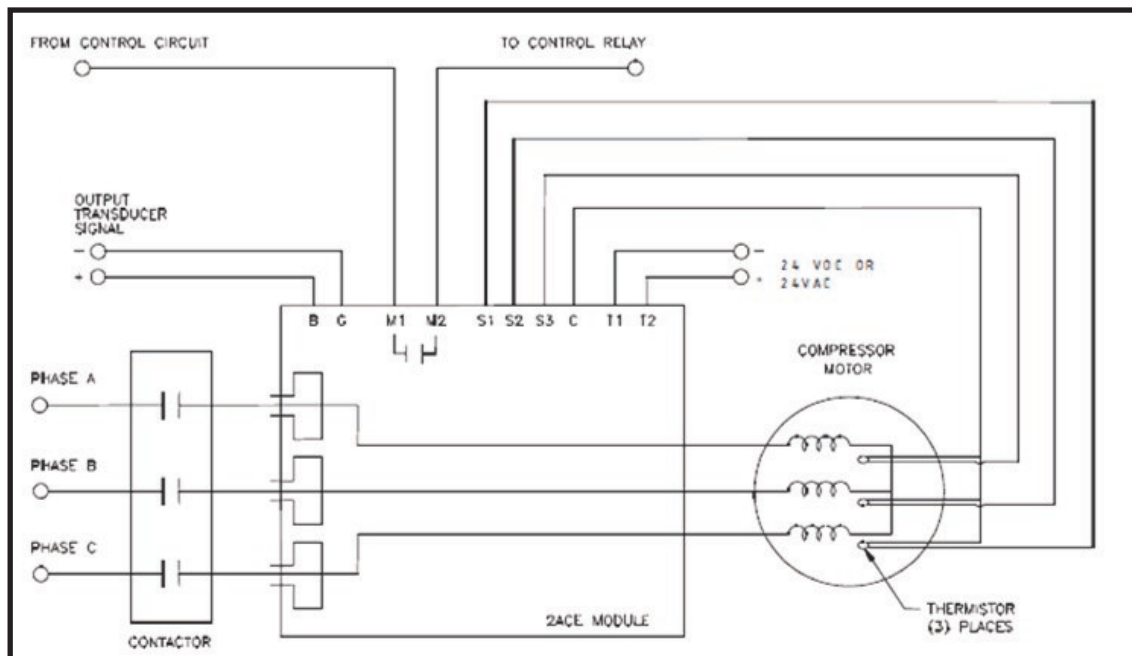 FROM CONTROL CIRCUIT
TO CONTROL RELAY
OUTPUT
TRANSDUCER
SIGNAL
−
+
−
24 VDC OR
+
24VAC
B G M1 M2 S1 S2 S3 C T1 T2
COMPRESSOR
MOTOR
PHASE A
PHASE B
PHASE C
2ACE MODULE
THERMISTOR
(3) PLACES
CONTACTOR